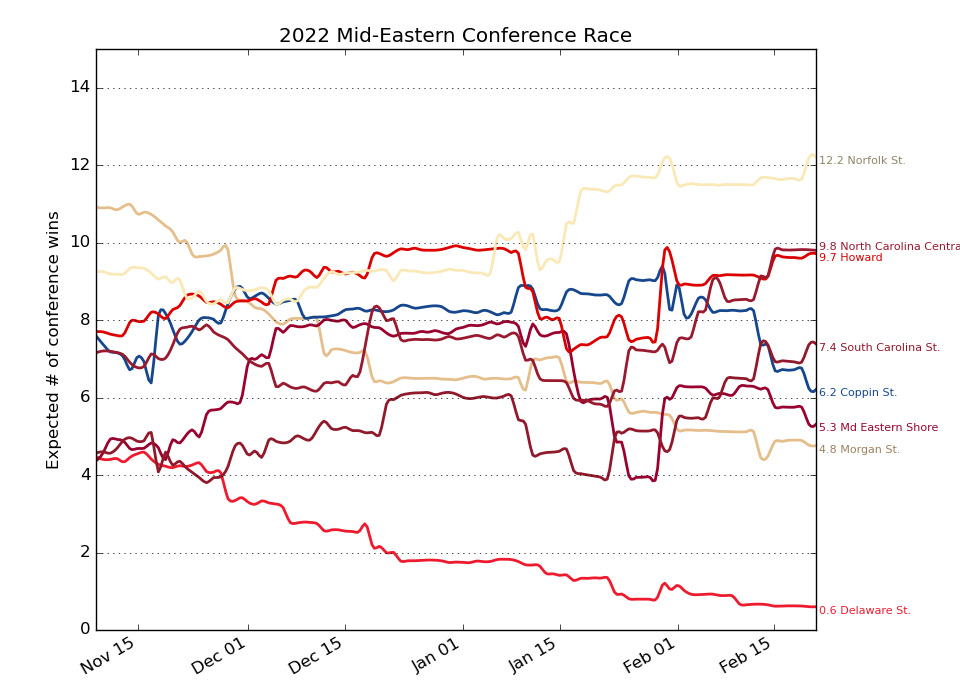 2022 Mid-Eastern Conference Race
Expected # of conference wins
14
12
10
8
6
4
2
0
Nov 15
Dec 01
Dec 15
Jan 01
Jan 15
Feb 01
Feb 15
12.2 Norfolk St.
9.8 North Carolina Centra
9.7 Howard
7.4 South Carolina St.
6.2 Coppin St.
5.3 Md Eastern Shore
4.8 Morgan St.
0.6 Delaware St.